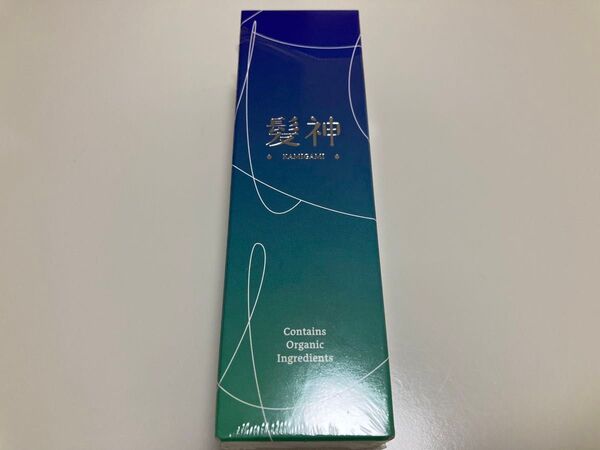 髪神
KAMIGAMI
Contains
Organic
Ingredients